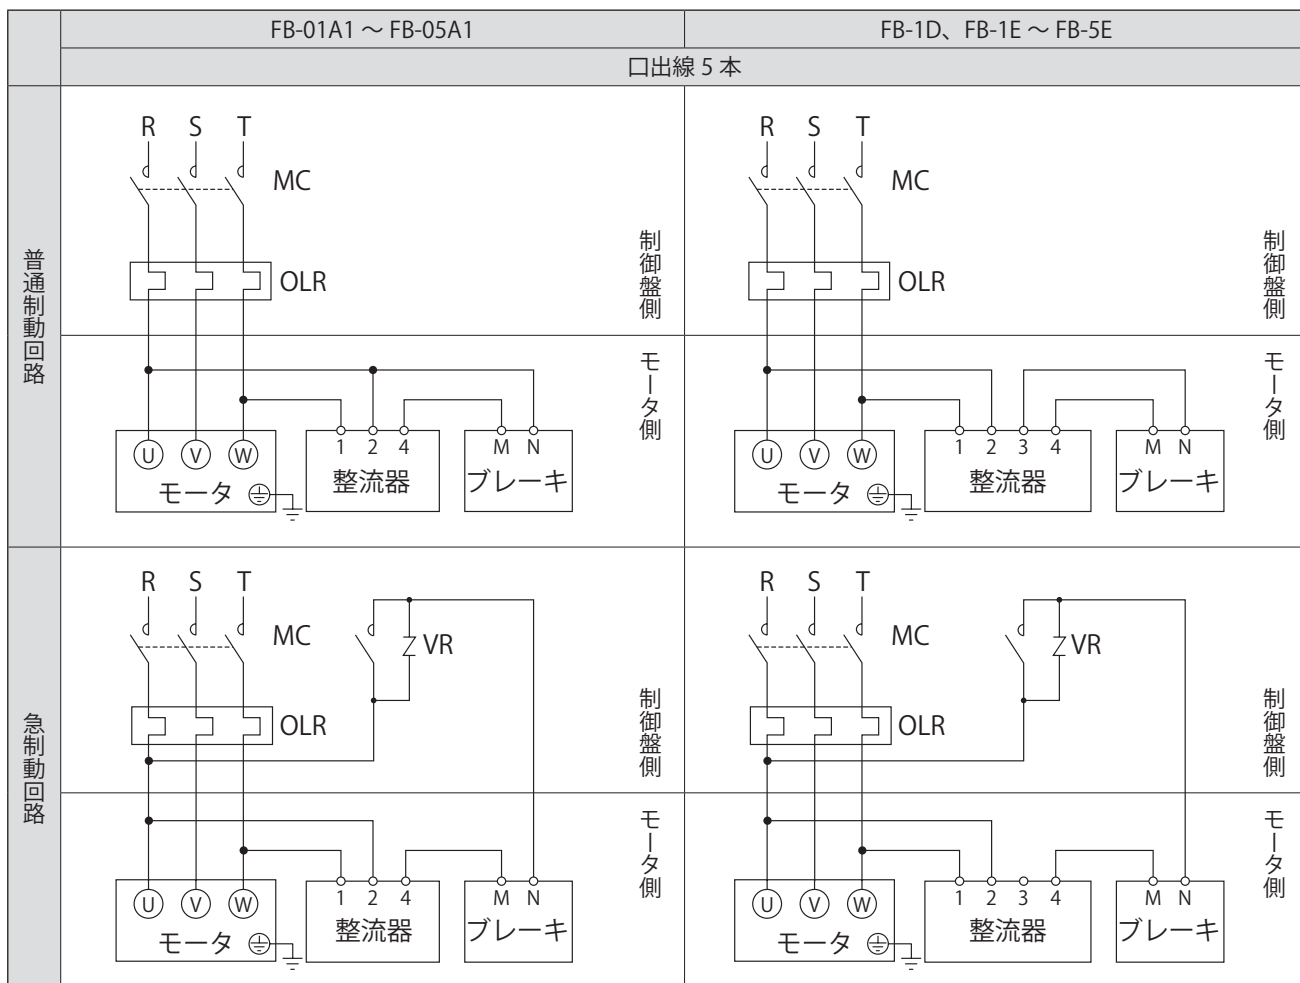 FB-01A1 ～ FB-05A1
FB-1D、FB-1E ～ FB-5E
口出線 5 本
普通制動回路
R S T
MC
OLR
制御盤側
モータ側
U V W
モータ
1 2 4
整流器
M N
ブレーキ
R S T
MC
OLR
制御盤側
モータ側
U V W
モータ
1 2 3 4
整流器
M N
ブレーキ
急制動回路
R S T
MC
VR
OLR
制御盤側
モータ側
U V W
モータ
1 2 4
整流器
M N
ブレーキ
R S T
MC
VR
OLR
制御盤側
モータ側
U V W
モータ
1 2 3 4
整流器
M N
ブレーキ